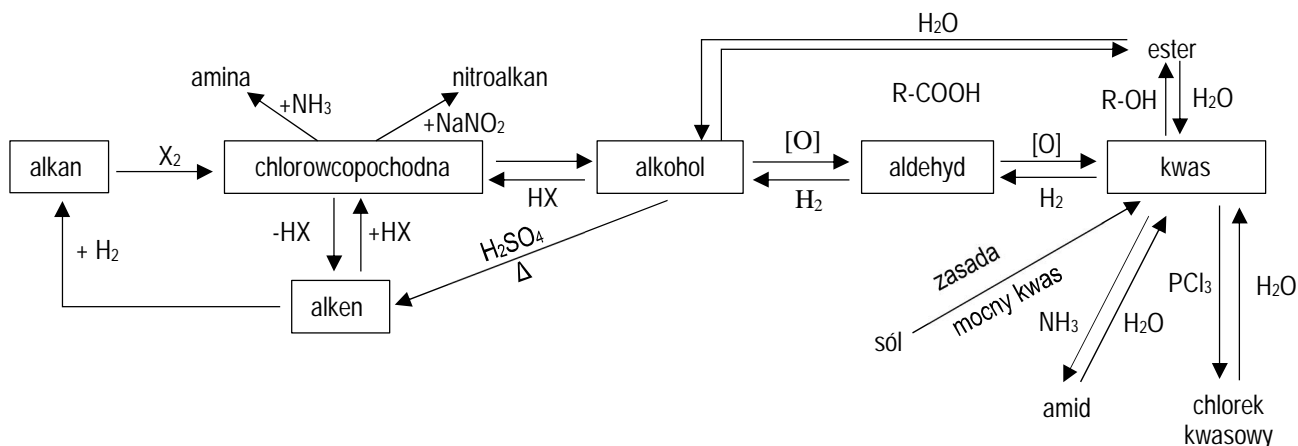 H₂O
ester
amina
nitroalkan
+NH₃
+NaNO₂
R-COOH
R-OH
H₂O
alkan
X₂
chlorowcopochodna
HX
alkohol
[O]
H₂
aldehyd
[O]
H₂
kwas
+ H₂
-HX
+HX
H₂SO₄
Δ
alken
zasada
mocny kwas
sól
NH₃
H₂O
PCl₃
H₂O
amid
chlorek
kwasowy